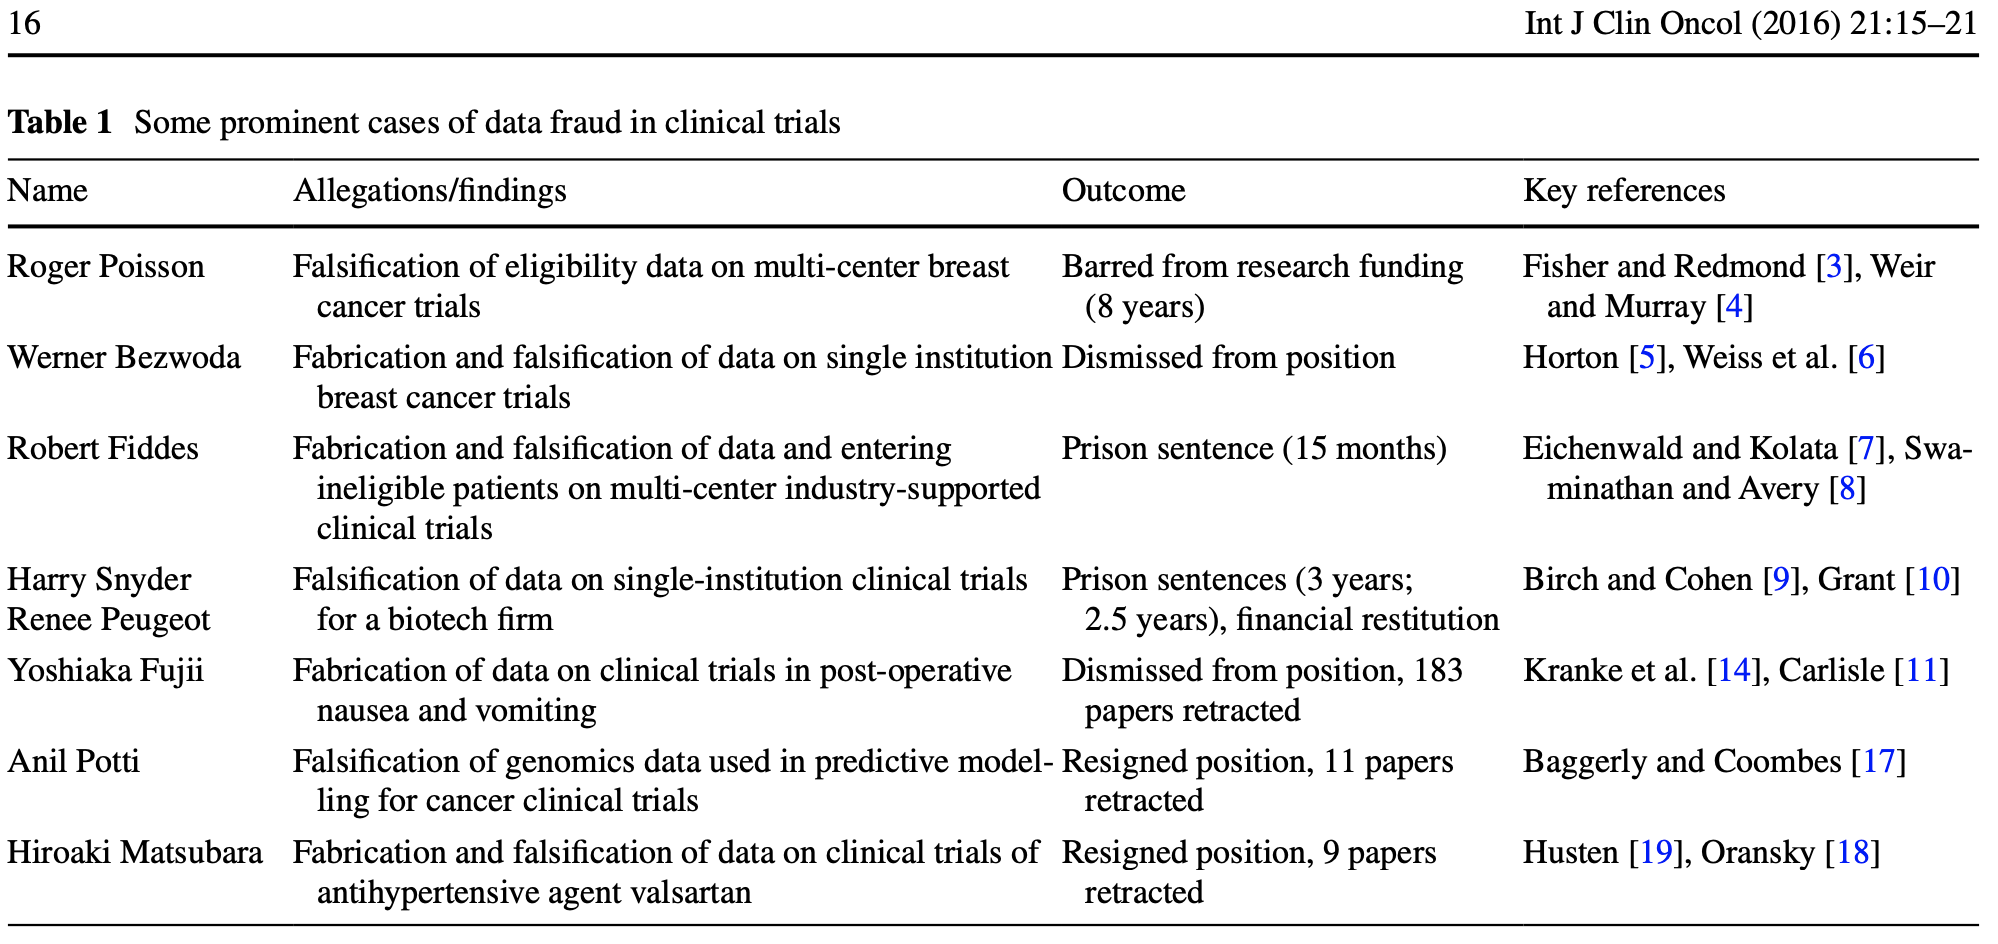 16 Int J Clin Oncol (2016) 21:15–21
Table 1 Some prominent cases of data fraud in clinical trials
Name Allegations/findings Outcome Key references
Roger Poisson Falsification of eligibility data on multi-center breast Barred from research funding Fisher and Redmond [3], Weir
cancer trials (8 years) and Murray [4]
Werner Bezwoda Fabrication and falsification of data on single institution Dismissed from position Horton [5], Weiss et al. [6]
breast cancer trials
Robert Fiddes Fabrication and falsification of data and entering Prison sentence (15 months) Eichenwald and Kolata [7], Swa-
ineligible patients on multi-center industry-supported minathan and Avery [8]
clinical trials
Harry Snyder Falsification of data on single-institution clinical trials Prison sentences (3 years; Birch and Cohen [9], Grant [10]
Renee Peugeot for a biotech firm 2.5 years), financial restitution
Yoshiaka Fujii Fabrication of data on clinical trials in post-operative Dismissed from position, 183 Kranke et al. [14], Carlisle [11]
nausea and vomiting papers retracted
Anil Potti Falsification of genomics data used in predictive model- Resigned position, 11 papers Baggerly and Coombes [17]
ling for cancer clinical trials retracted
Hiroaki Matsubara Fabrication and falsification of data on clinical trials of Resigned position, 9 papers Husten [19], Oransky [18]
antihypertensive agent valsartan retracted